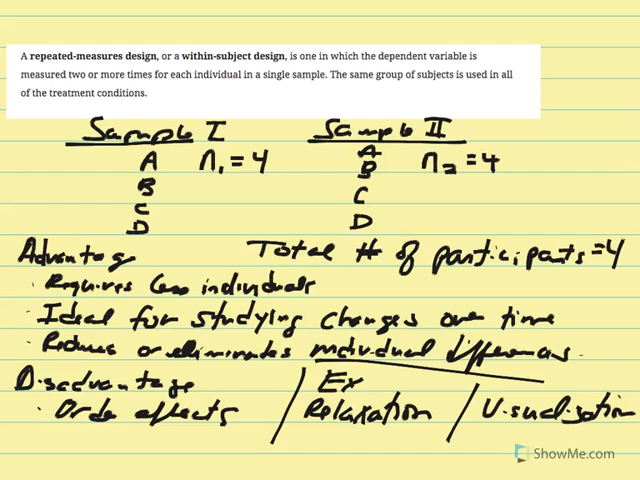 A repeated-measures design, or a within-subject design, is one in which the dependent variable is
measured two or more times for each individual in a single sample. The same group of subjects is used in all
of the treatment conditions.
Sample I Sample II
A n₁ = 4 A n₂ = 4
B B
C C
D D
Advantage Total # of participants = 4
· Requires less individuals
· Ideal for studying changes over time
· Reduces or eliminates individual differences.
Disadvantage / Ex
· Order effects / Relaxation / Visualisation
ShowMe.com